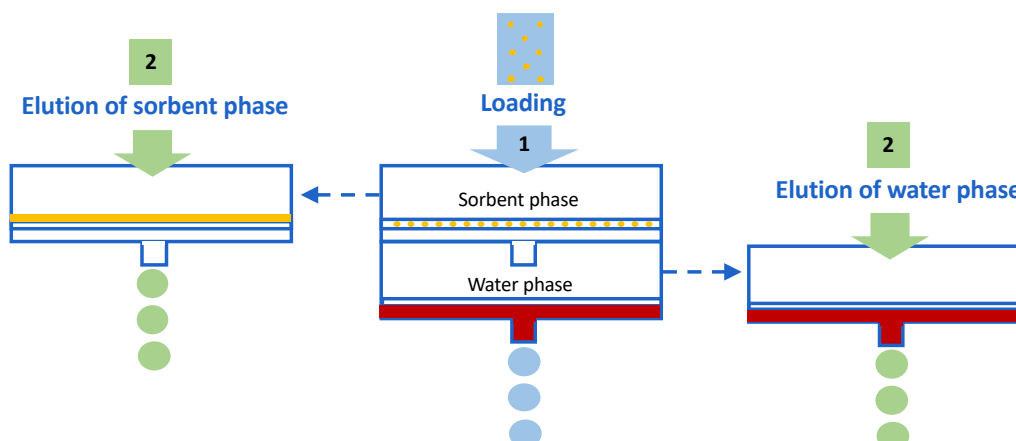 2
Elution of sorbent phase
Loading
1
Sorbent phase
Water phase
2
Elution of water phase